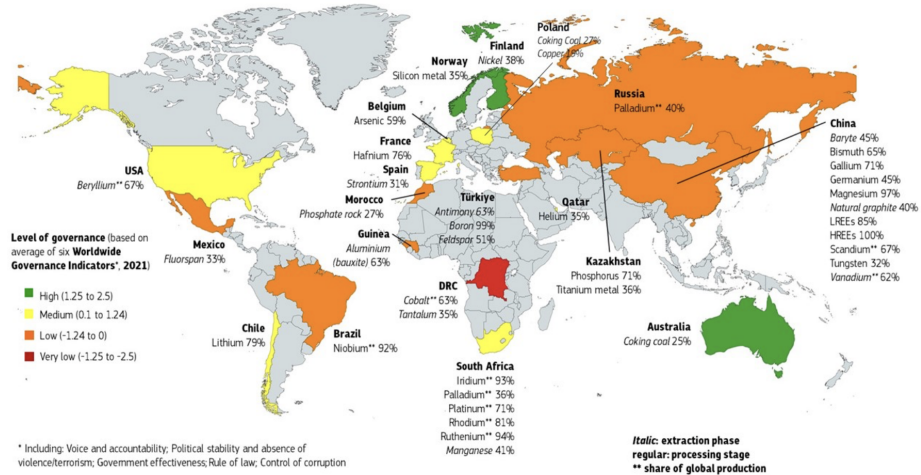 Poland
Coking Coal 27%
Copper 19%
Finland
Nickel 38%
Norway
Silicon metal 35%
Russia
Palladium** 40%
Belgium
Arsenic 59%
China
Baryte 45%
Bismuth 65%
Gallium 71%
Germanium 45%
Magnesium 97%
Natural graphite 40%
LREEs 85%
HREEs 100%
Scandium** 67%
Tungsten 32%
Vanadium** 62%
France
Hafnium 76%
Spain
Strontium 31%
USA
Beryllium** 67%
Morocco
Phosphate rock 27%
Türkiye
Antimony 63%
Boron 99%
Feldspar 51%
Qatar
Helium 35%
Guinea
Aluminium
(bauxite) 63%
Mexico
Fluorspan 33%
Kazakhstan
Phosphorus 71%
Titanium metal 36%
DRC
Cobalt** 63%
Tantalum 35%
Level of governance (based on
average of six Worldwide
Governance Indicators*, 2021)
High (1.25 to 2.5)
Medium (0.1 to 1.24)
Low (-1.24 to 0)
Very low (-1.25 to -2.5)
Chile
Lithium 79%
Brazil
Niobium** 92%
Australia
Coking coal 25%
South Africa
Iridium** 93%
Palladium** 36%
Platinum** 71%
Rhodium** 81%
Ruthenium** 94%
Manganese 41%
* Including: Voice and accountability; Political stability and absence of
violence/terrorism; Government effectiveness; Rule of law; Control of corruption
Italic: extraction phase
regular: processing stage
** share of global production